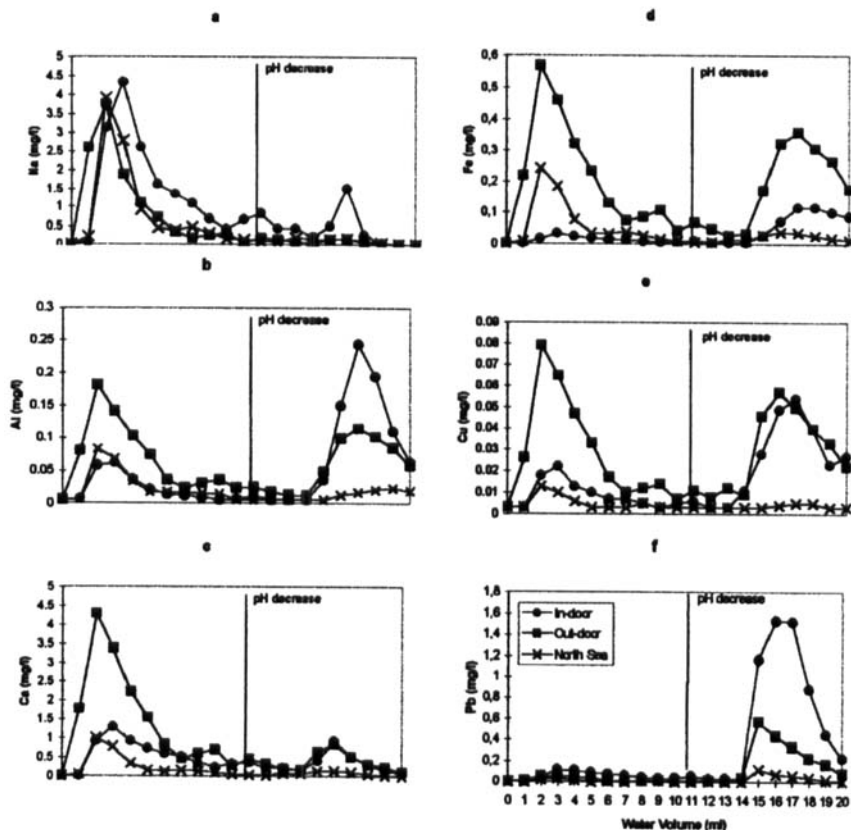 a
5
4.5
4
3.5
3
2.5
2
1.5
1
0.5
0
Na (mg/l)
pH decrease
b
0.3
0.25
0.2
0.15
0.1
0.05
0
Al (mg/l)
pH decrease
c
5
4.5
4
3.5
3
2.5
2
1.5
1
0.5
0
Ca (mg/l)
pH decrease
d
0,6
0,5
0,4
0,3
0,2
0,1
0
Fe (mg/l)
pH decrease
e
0.09
0.08
0.07
0.06
0.05
0.04
0.03
0.02
0.01
0
Cu (mg/l)
pH decrease
f
1,8
1,6
1,4
1,2
1
0,8
0,6
0,4
0,2
0
Pb (mg/l)
pH decrease
In-door
Out-door
North Sea
0 1 2 3 4 5 6 7 8 9 10 11 12 13 14 15 16 17 18 19 20
Water Volume (ml)